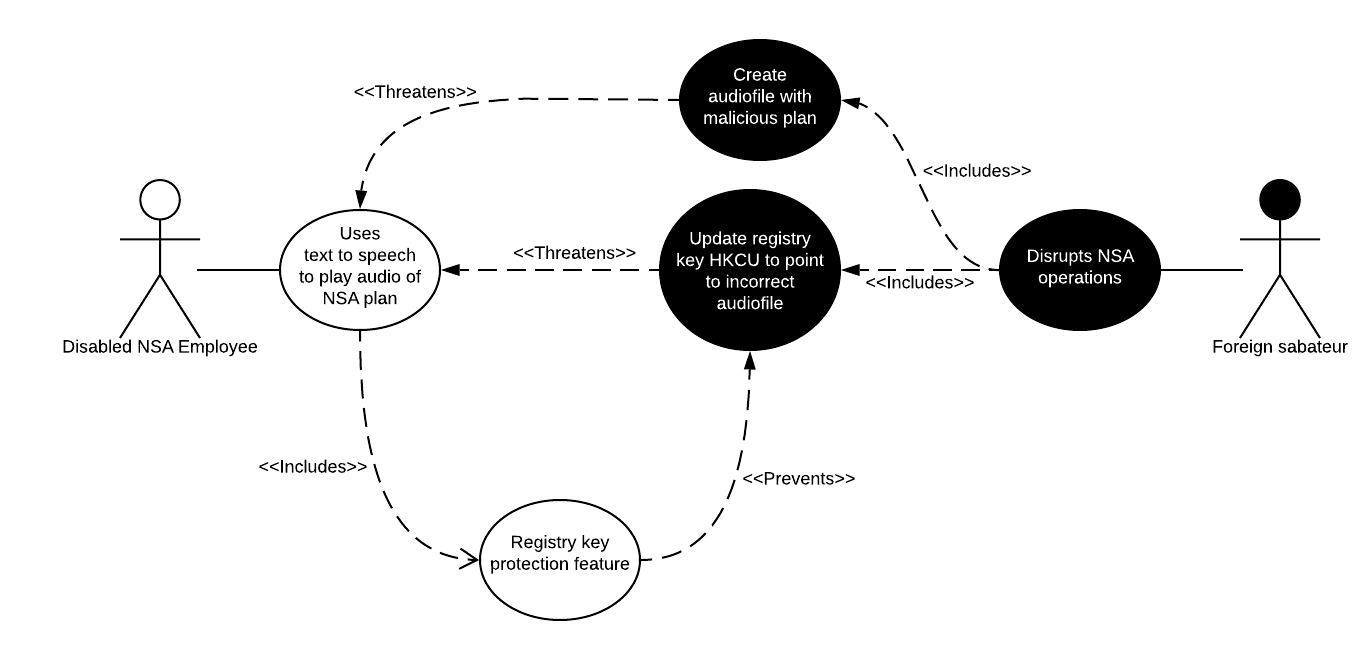 Create
audiofile with
malicious plan
<<Threatens>>
<<Includes>>
Uses
text to speech
to play audio of
NSA plan
<<Threatens>>
Update registry
key HKCU to point
to incorrect
audiofile
<<Includes>>
Disrupts NSA
operations
Disabled NSA Employee
Foreign sabateur
<<Includes>>
<<Prevents>>
Registry key
protection feature